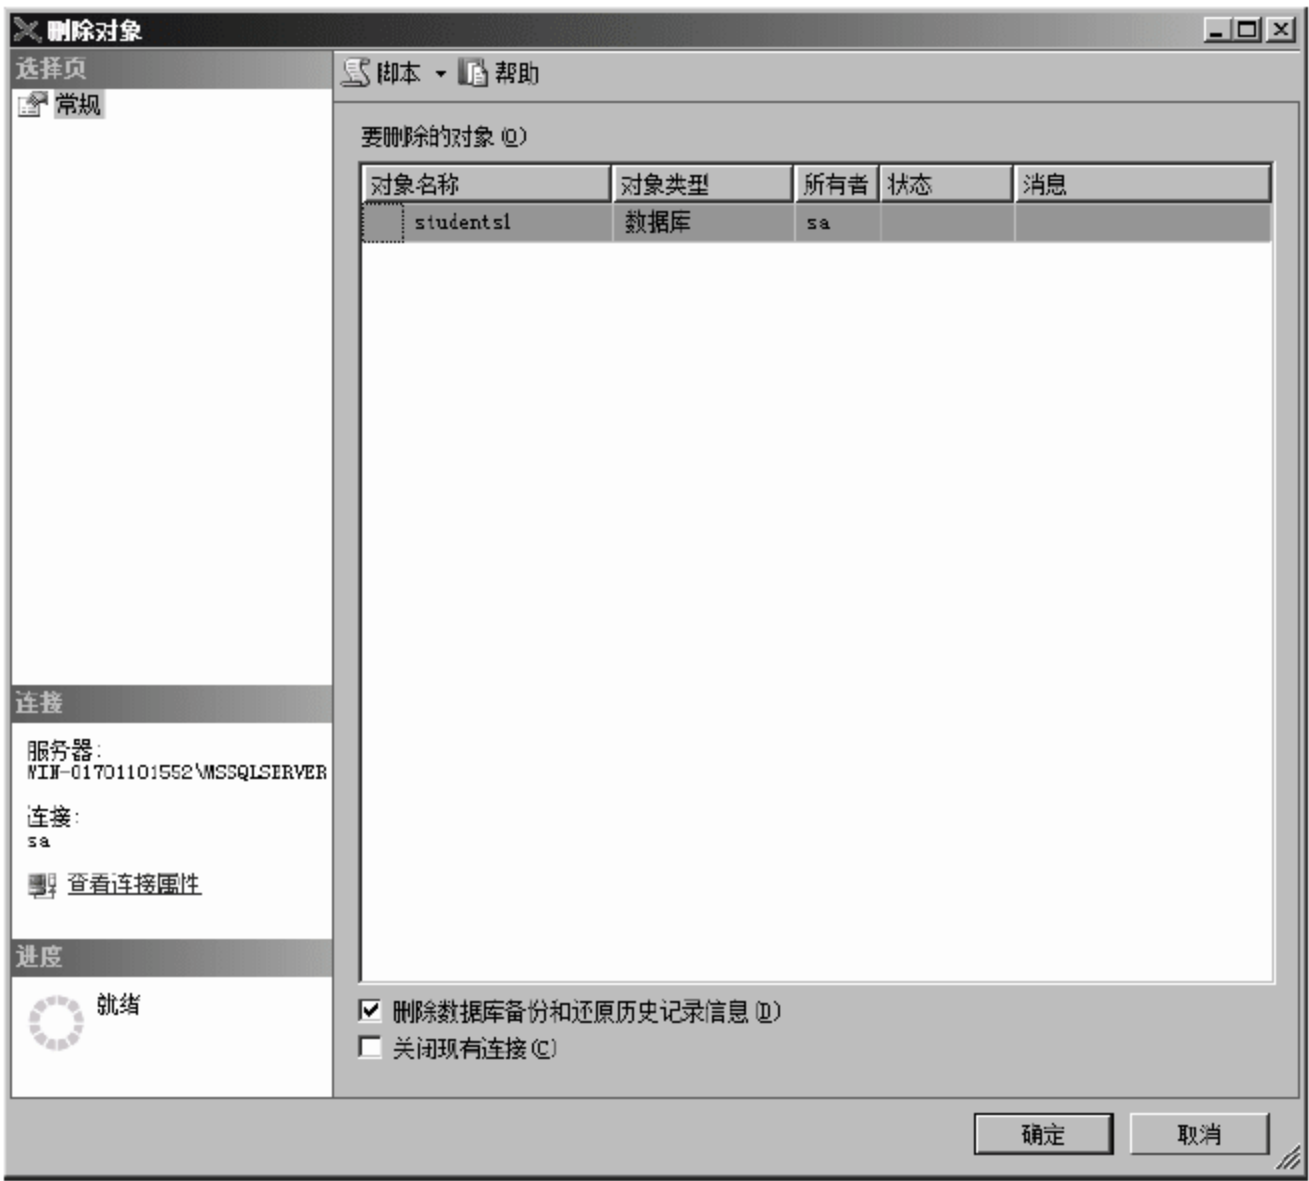 删除对象
选择页
常规
脚本 帮助
要删除的对象(O)
对象名称 对象类型 所有者 状态 消息
students1 数据库 sa
连接
服务器:
WIN-01701101552\MSSQLSERVER
连接:
sa
查看连接属性
进度
就绪
删除数据库备份和还原历史记录信息(D)
关闭现有连接(C)
确定 取消